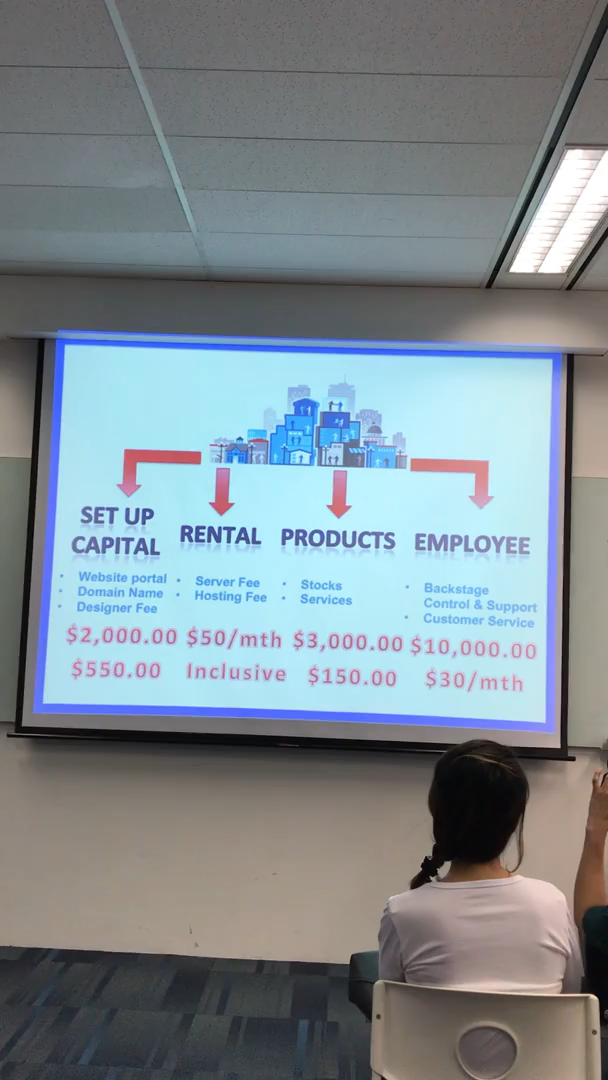 SET UP
CAPITAL
RENTAL
PRODUCTS
EMPLOYEE
• Website portal
• Domain Name
• Designer Fee
• Server Fee
• Hosting Fee
• Stocks
• Services
• Backstage
Control & Support
• Customer Service
$2,000.00 $50/mth $3,000.00 $10,000.00
$550.00 Inclusive $150.00 $30/mth